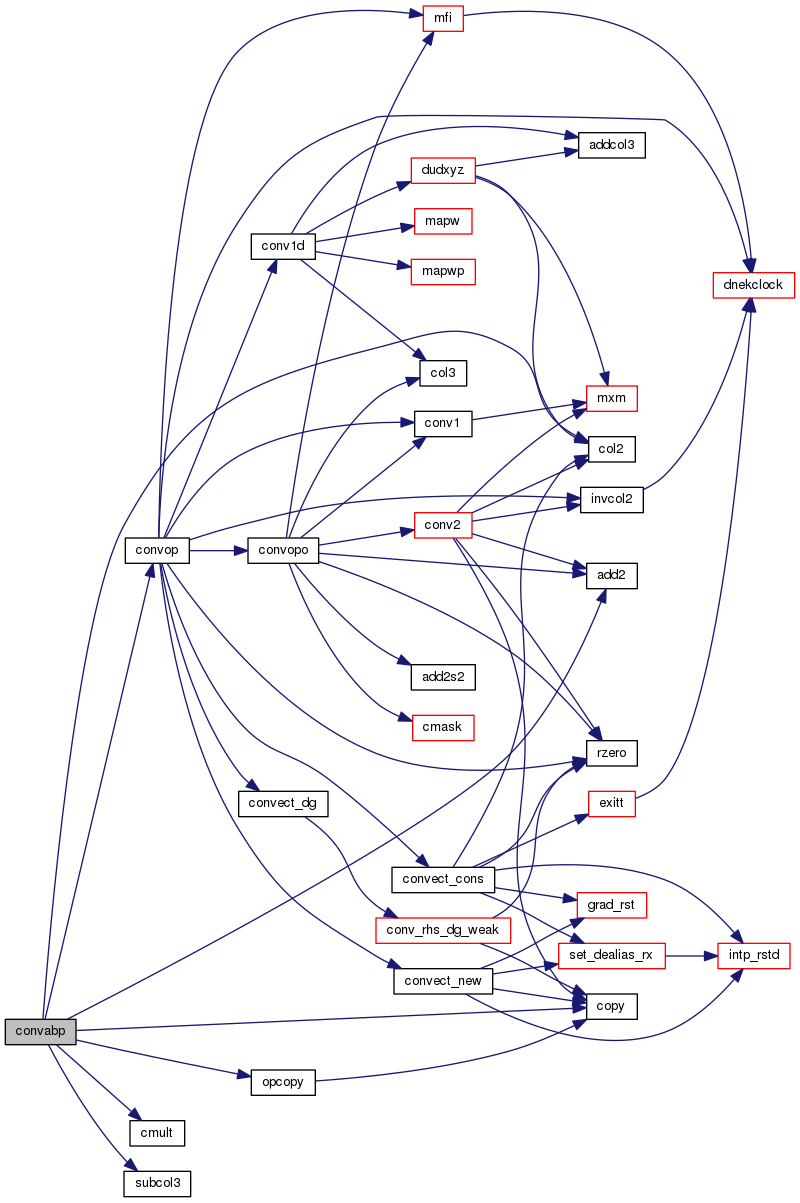 mfi
addcol3
dudxyz
mapw
conv1d
mapwp
dnekclock
col3
mxm
conv1
col2
invcol2
conv2
convop
convopo
add2
add2s2
cmask
rzero
convect_dg
exitt
convect_cons
grad_rst
conv_rhs_dg_weak
set_dealias_rx
intp_rstd
convect_new
copy
convabp
opcopy
cmult
subcol3